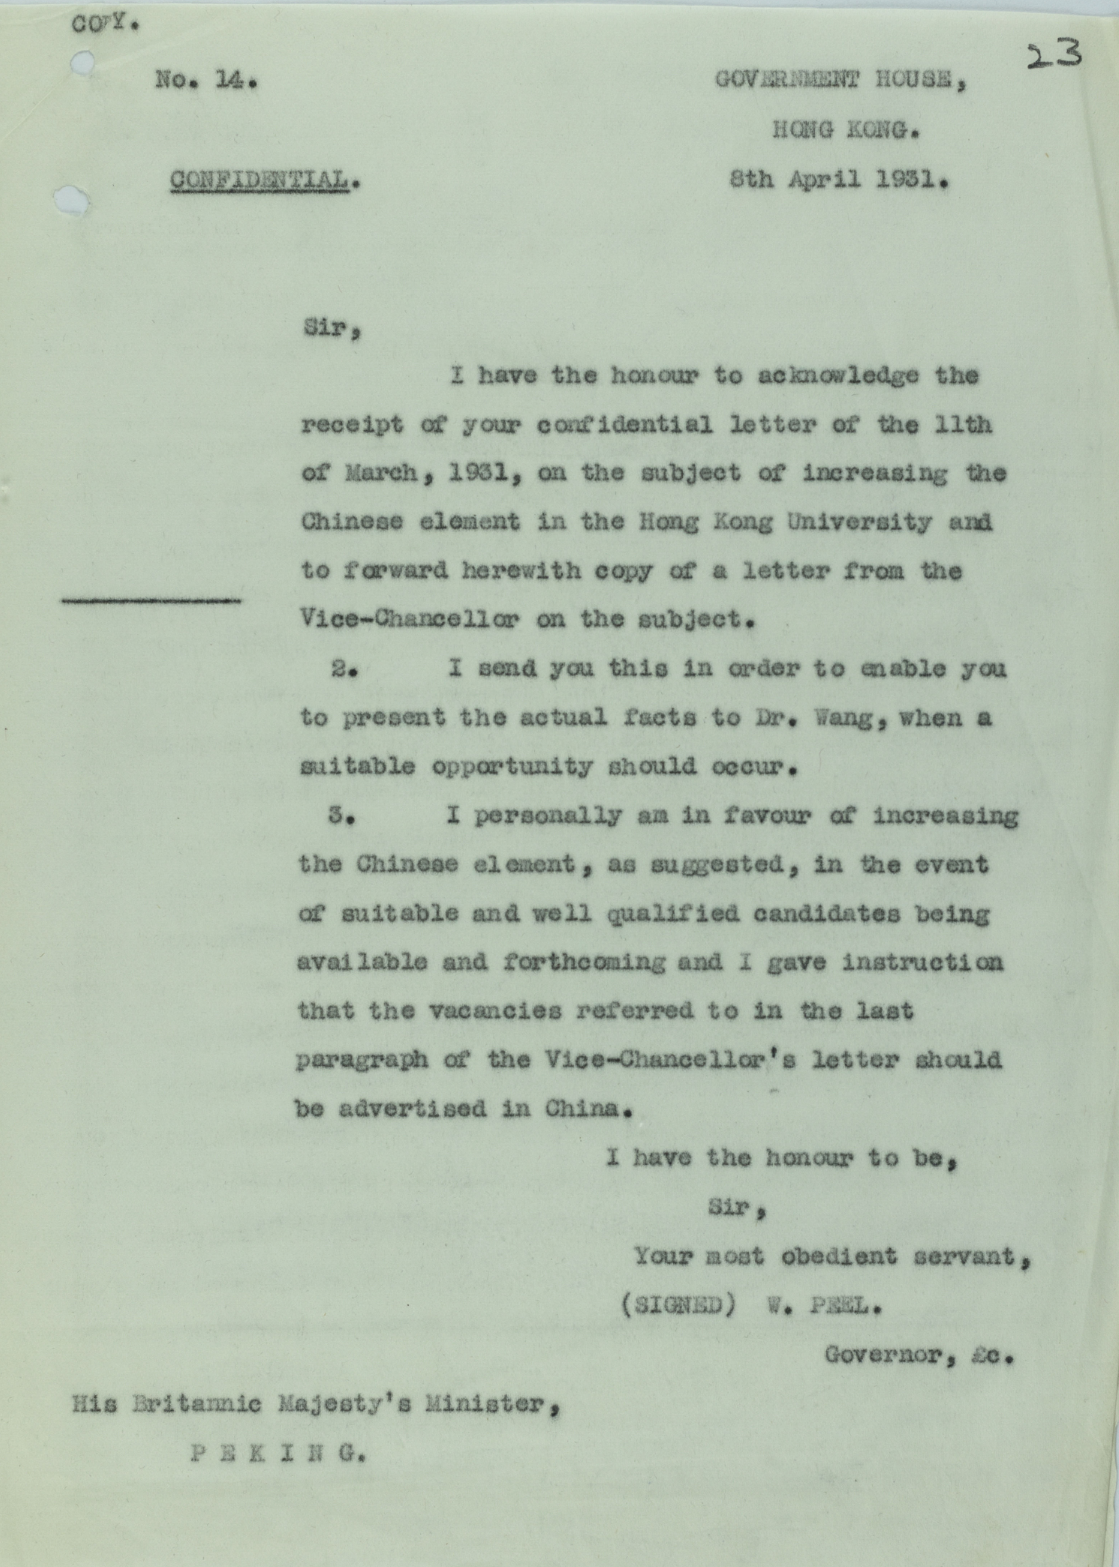 COPY.
23
No. 14.
GOVERNMENT HOUSE,
HONG KONG.
CONFIDENTIAL.
8th April 1931.
Sir,
I have the honour to acknowledge the
receipt of your confidential letter of the 11th
of March, 1931, on the subject of increasing the
Chinese element in the Hong Kong University and
to forward herewith copy of a letter from the
Vice-Chancellor on the subject.
2. I send you this in order to enable you
to present the actual facts to Dr. Wang, when a
suitable opportunity should occur.
3. I personally am in favour of increasing
the Chinese element, as suggested, in the event
of suitable and well qualified candidates being
available and forthcoming and I gave instruction
that the vacancies referred to in the last
paragraph of the Vice-Chancellor's letter should
be advertised in China.
I have the honour to be,
Sir,
Your most obedient servant,
(SIGNED) W. PEEL.
Governor, &c.
His Britannic Majesty's Minister,
P E K I N G.